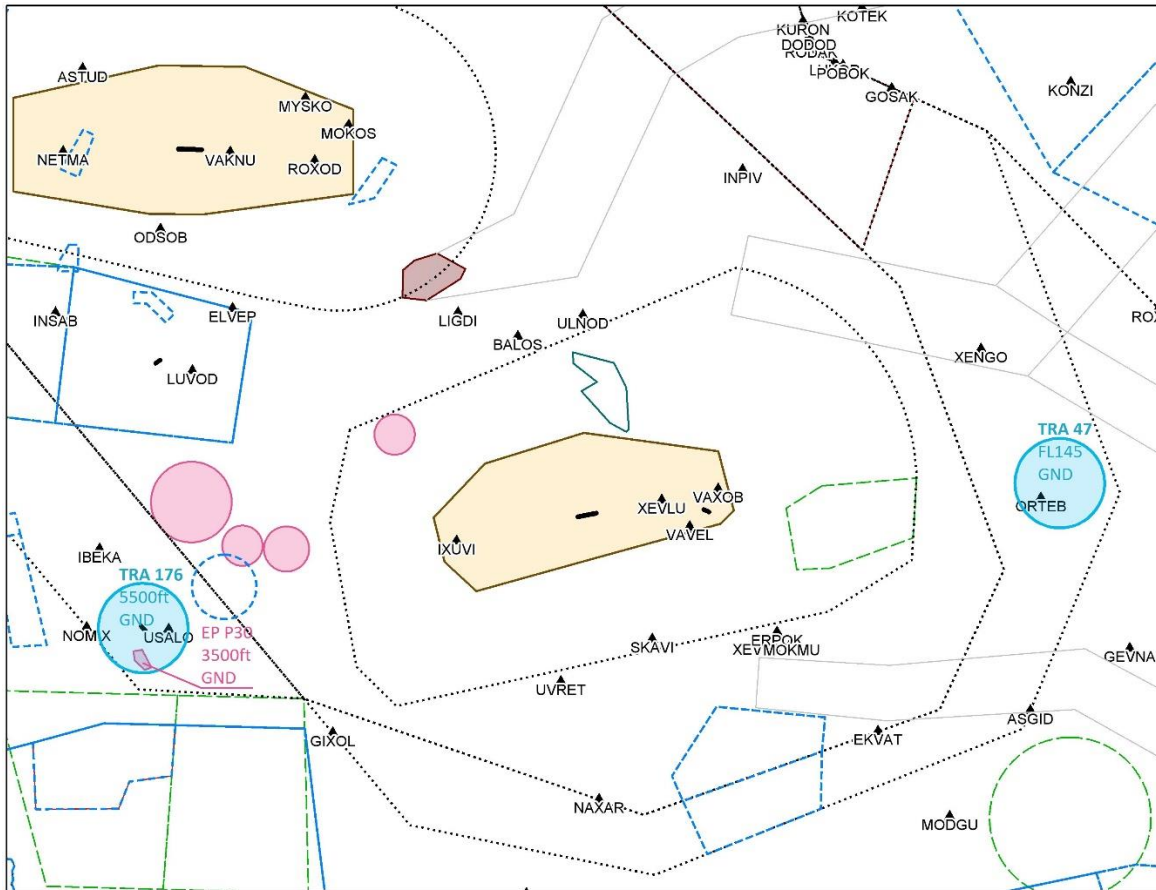 KOTEK
KURON
DODOD
RODAK
POBOK
GOSAK
KONZI
ASTUD
MYSKO
MOKOS
NETMA
VAKNU
ROXOD
INPIV
ODSOB
INSAB
ELVEP
LIGDI
ULNOD
BALOS
XENGO
LUVOD
TRA 47
FL145
GND
ORTEB
XEVLU
VAXOB
VAVEL
IXUVI
IBEKA
TRA 176
5500ft
GND
NOMIX
USALO
EP P30
3500ft
GND
SKAVI
ERPOK
MOKMU
GEVNA
UVRET
ASGID
GIXOL
EKVAT
NAXAR
MODGU